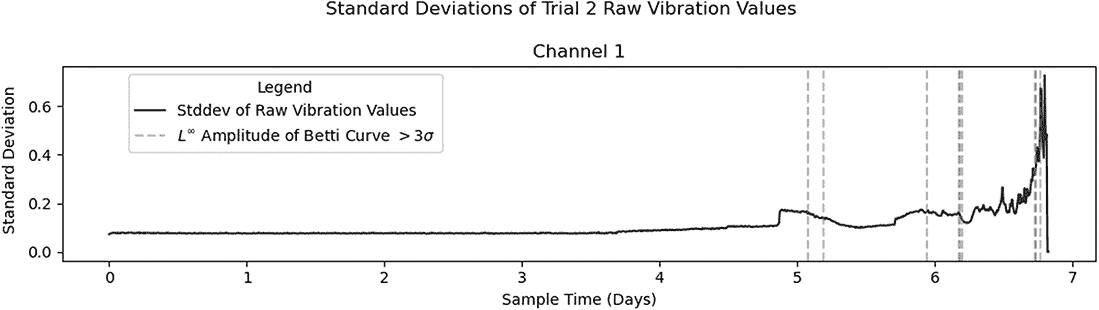 Standard Deviations of Trial 2 Raw Vibration Values
Channel 1
Standard Deviation
0.6
0.4
0.2
0.0
Legend
Stddev of Raw Vibration Values
L∞ Amplitude of Betti Curve >3σ
0 1 2 3 4 5 6 7
Sample Time (Days)